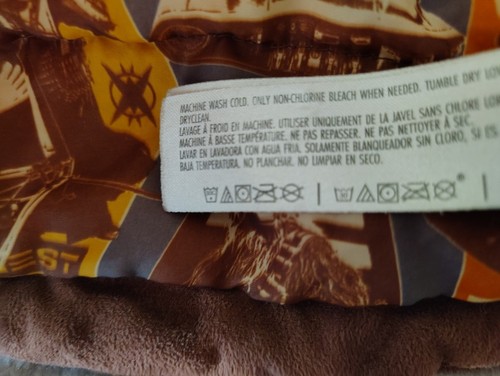 MACHINE WASH COLD. ONLY NON-CHLORINE BLEACH WHEN NEEDED. TUMBLE DRY LOW
DRYCLEAN.
LAVAGE À FROID EN MACHINE. UTILISER UNIQUEMENT DE LA JAVEL SANS CHLORE
MACHINE À BASSE TEMPÉRATURE. NE PAS REPASSER. NE PAS NETTOYER À SEC.
LAVAR EN LAVADORA CON AGUA FRIA. SOLAMENTE BLANQUEADOR SIN CLORO, SI ES
BAJA TEMPERATURA, NO PLANCHAR. NO LIMPIAR EN SECO.
ST